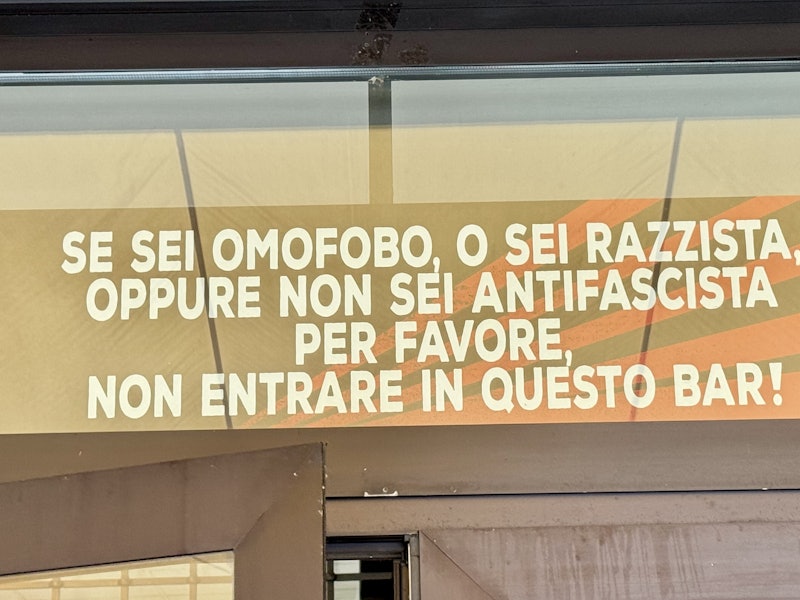 SE SEI OMOFOBO, O SEI RAZZISTA,
OPPURE NON SEI ANTIFASCISTA
PER FAVORE,
NON ENTRARE IN QUESTO BAR!